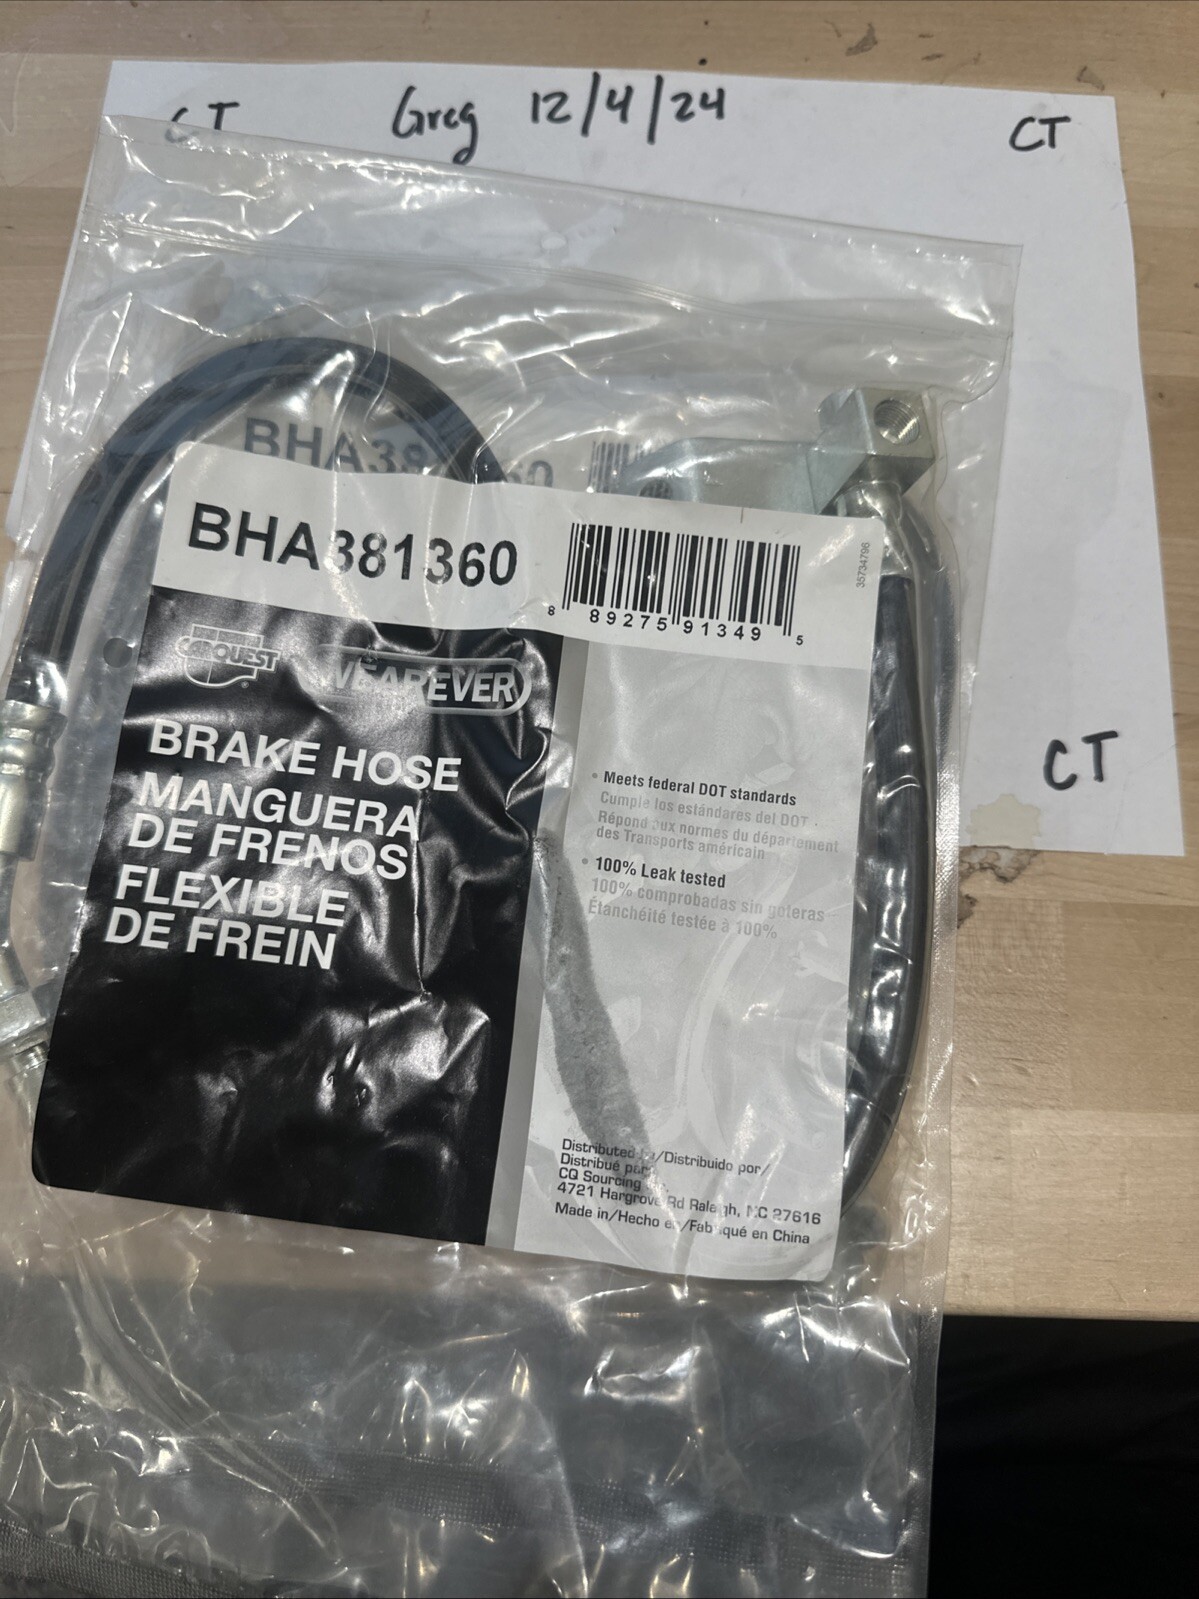 CT Greg 12/4/24 CT
BHA381360
BHA381360
8 89275 91349 5
35734796
CARQUEST
WEAREVER
BRAKE HOSE
MANGUERA
DE FRENOS
FLEXIBLE
DE FREIN
• Meets federal DOT standards
Cumple los estándares del DOT
Répond aux normes du département
des Transports américain
• 100% Leak tested
100% comprobadas sin goteras
Étanchéité testée à 100%
CT
Distributed /Distribuido por/
Distribué par
CQ Sourcing
4721 Hargrove Rd Raleigh, NC 27616
Made in/Hecho en/Fabriqué en China